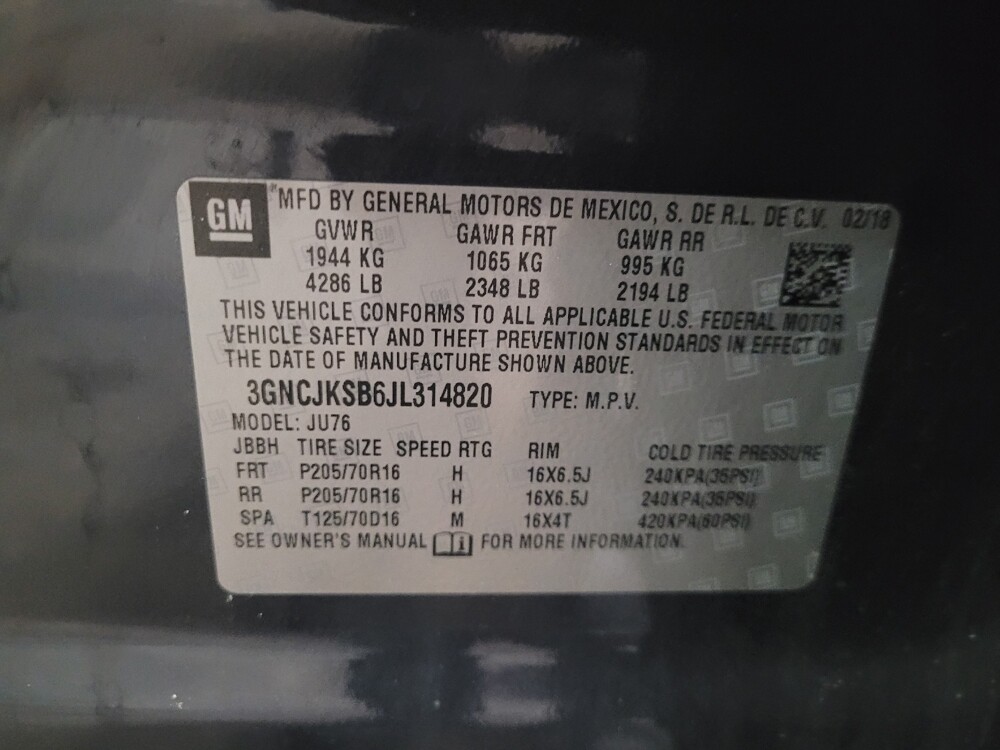 GM
MFD BY GENERAL MOTORS DE MEXICO, S. DE R.L. DE C.V. 02/18
GVWR GAWR FRT GAWR RR
1944 KG 1065 KG 995 KG
4286 LB 2348 LB 2194 LB
THIS VEHICLE CONFORMS TO ALL APPLICABLE U.S. FEDERAL MOTOR
VEHICLE SAFETY AND THEFT PREVENTION STANDARDS IN EFFECT ON
THE DATE OF MANUFACTURE SHOWN ABOVE.
3GNCJKSB6JL314820 TYPE: M.P.V.
MODEL: JU76
JBBH TIRE SIZE SPEED RTG RIM COLD TIRE PRESSURE
FRT P205/70R16 H 16X6.5J 240KPA(35PSI)
RR P205/70R16 H 16X6.5J 240KPA(35PSI)
SPA T125/70D16 M 16X4T 420KPA(60PSI)
SEE OWNER'S MANUAL FOR MORE INFORMATION.